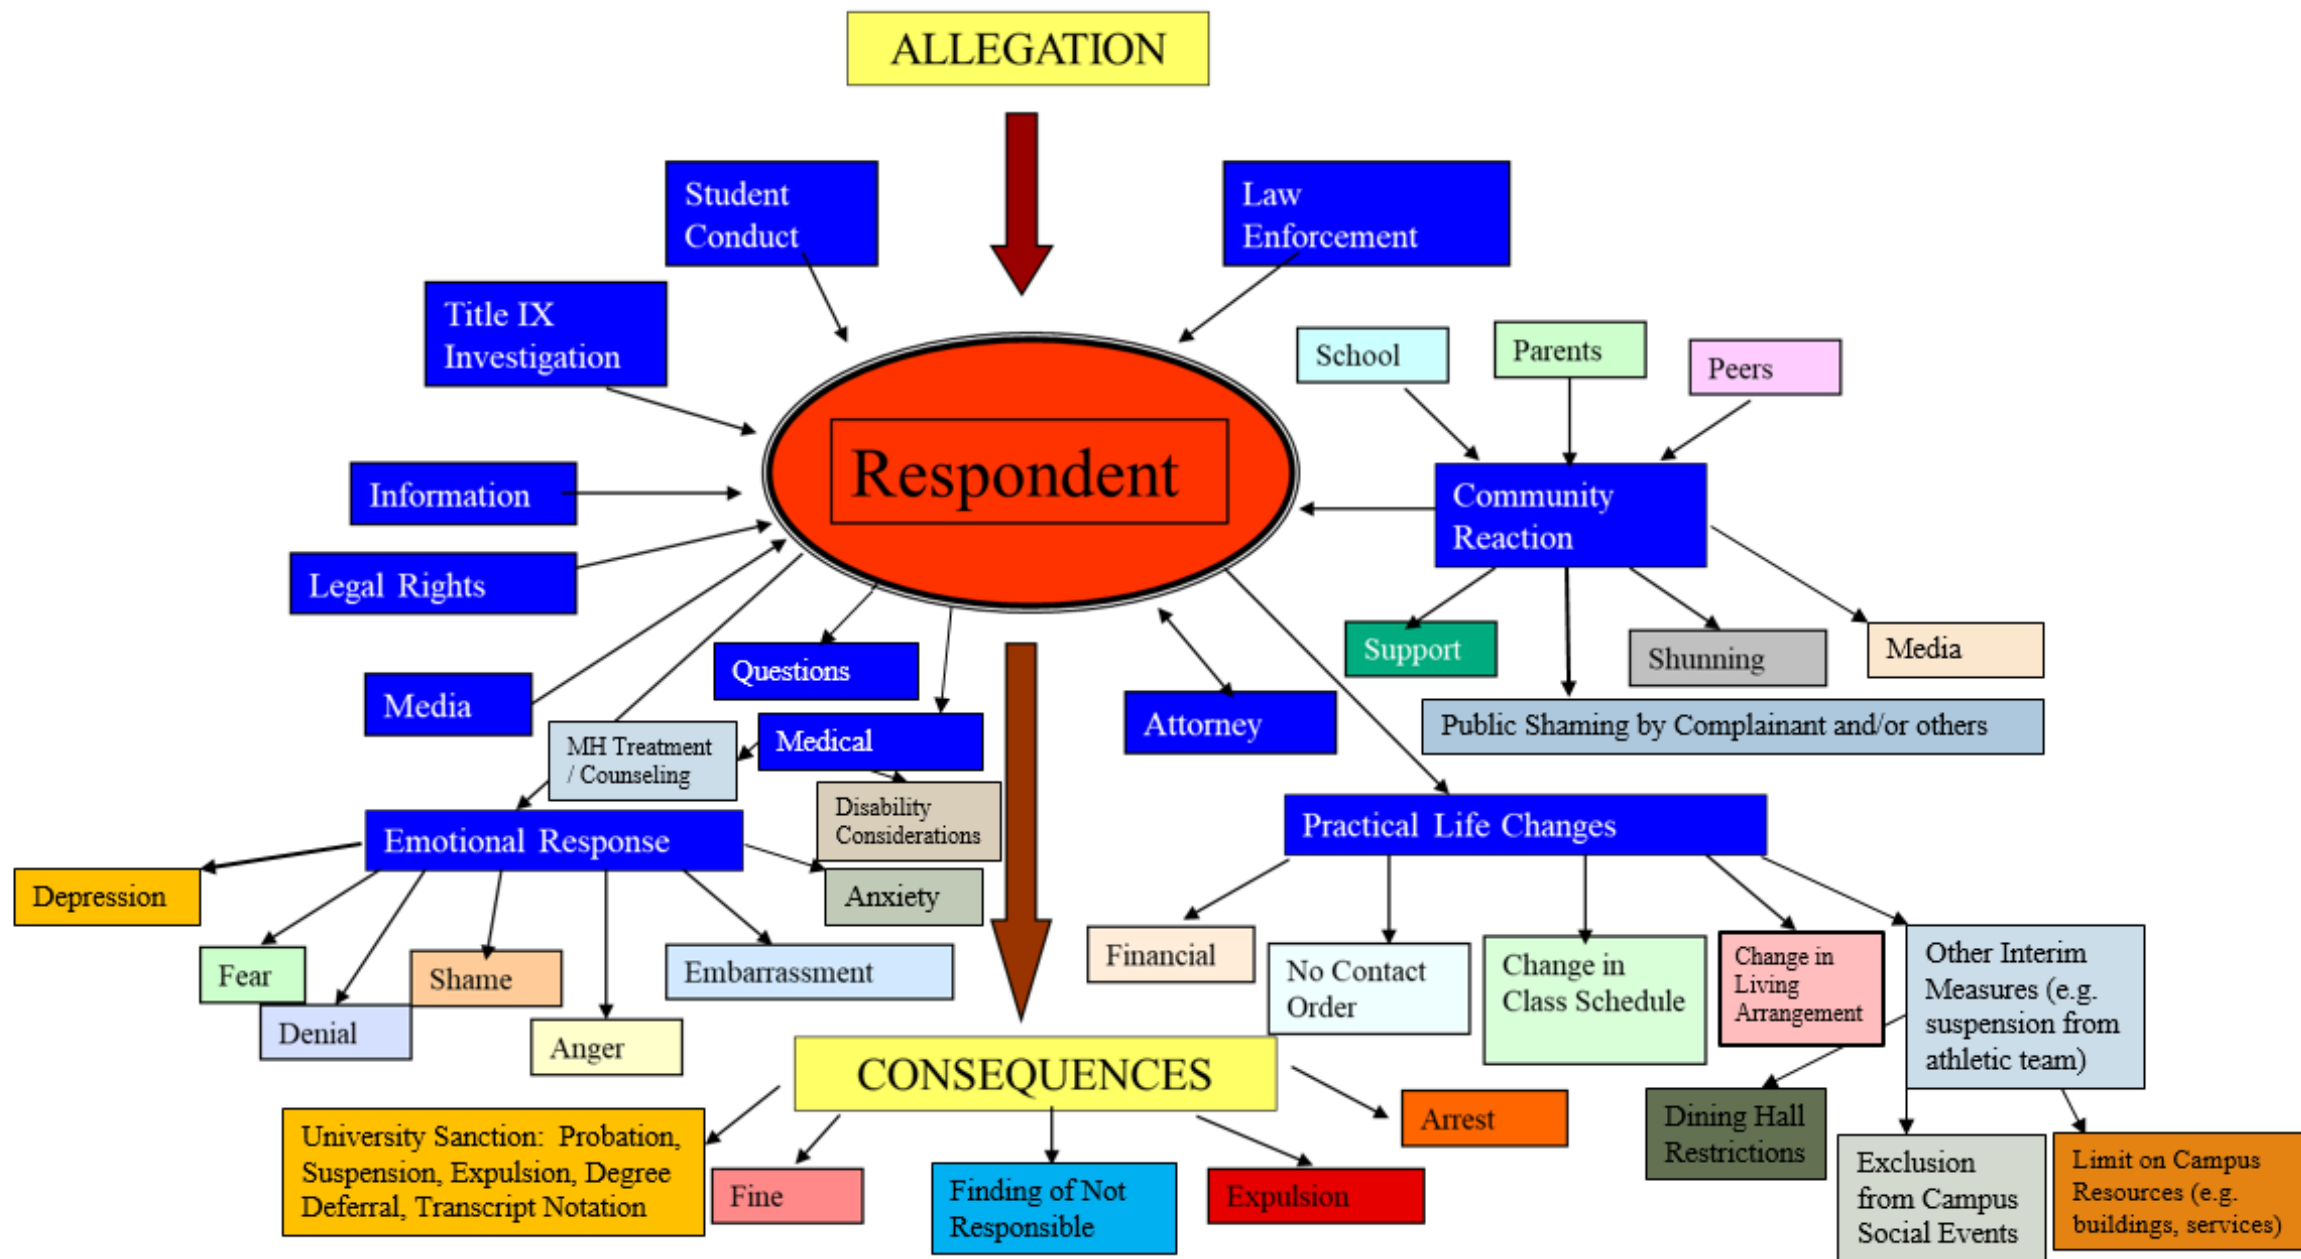 ALLEGATION
Student
Conduct
Law
Enforcement
Title IX
Investigation
School
Parents
Peers
Respondent
Information
Community
Reaction
Legal Rights
Support
Shunning
Media
Questions
Media
Attorney
Public Shaming by Complainant and/or others
MH Treatment
/ Counseling
Medical
Disability
Considerations
Emotional Response
Practical Life Changes
Depression
Anxiety
Fear
Shame
Embarrassment
Denial
Anger
Financial
No Contact
Order
Change in
Class Schedule
Change in
Living
Arrangement
Other Interim
Measures (e.g.
suspension from
athletic team)
CONSEQUENCES
University Sanction: Probation,
Suspension, Expulsion, Degree
Deferral, Transcript Notation
Fine
Finding of Not
Responsible
Expulsion
Arrest
Dining Hall
Restrictions
Exclusion
from Campus
Social Events
Limit on Campus
Resources (e.g.
buildings, services)